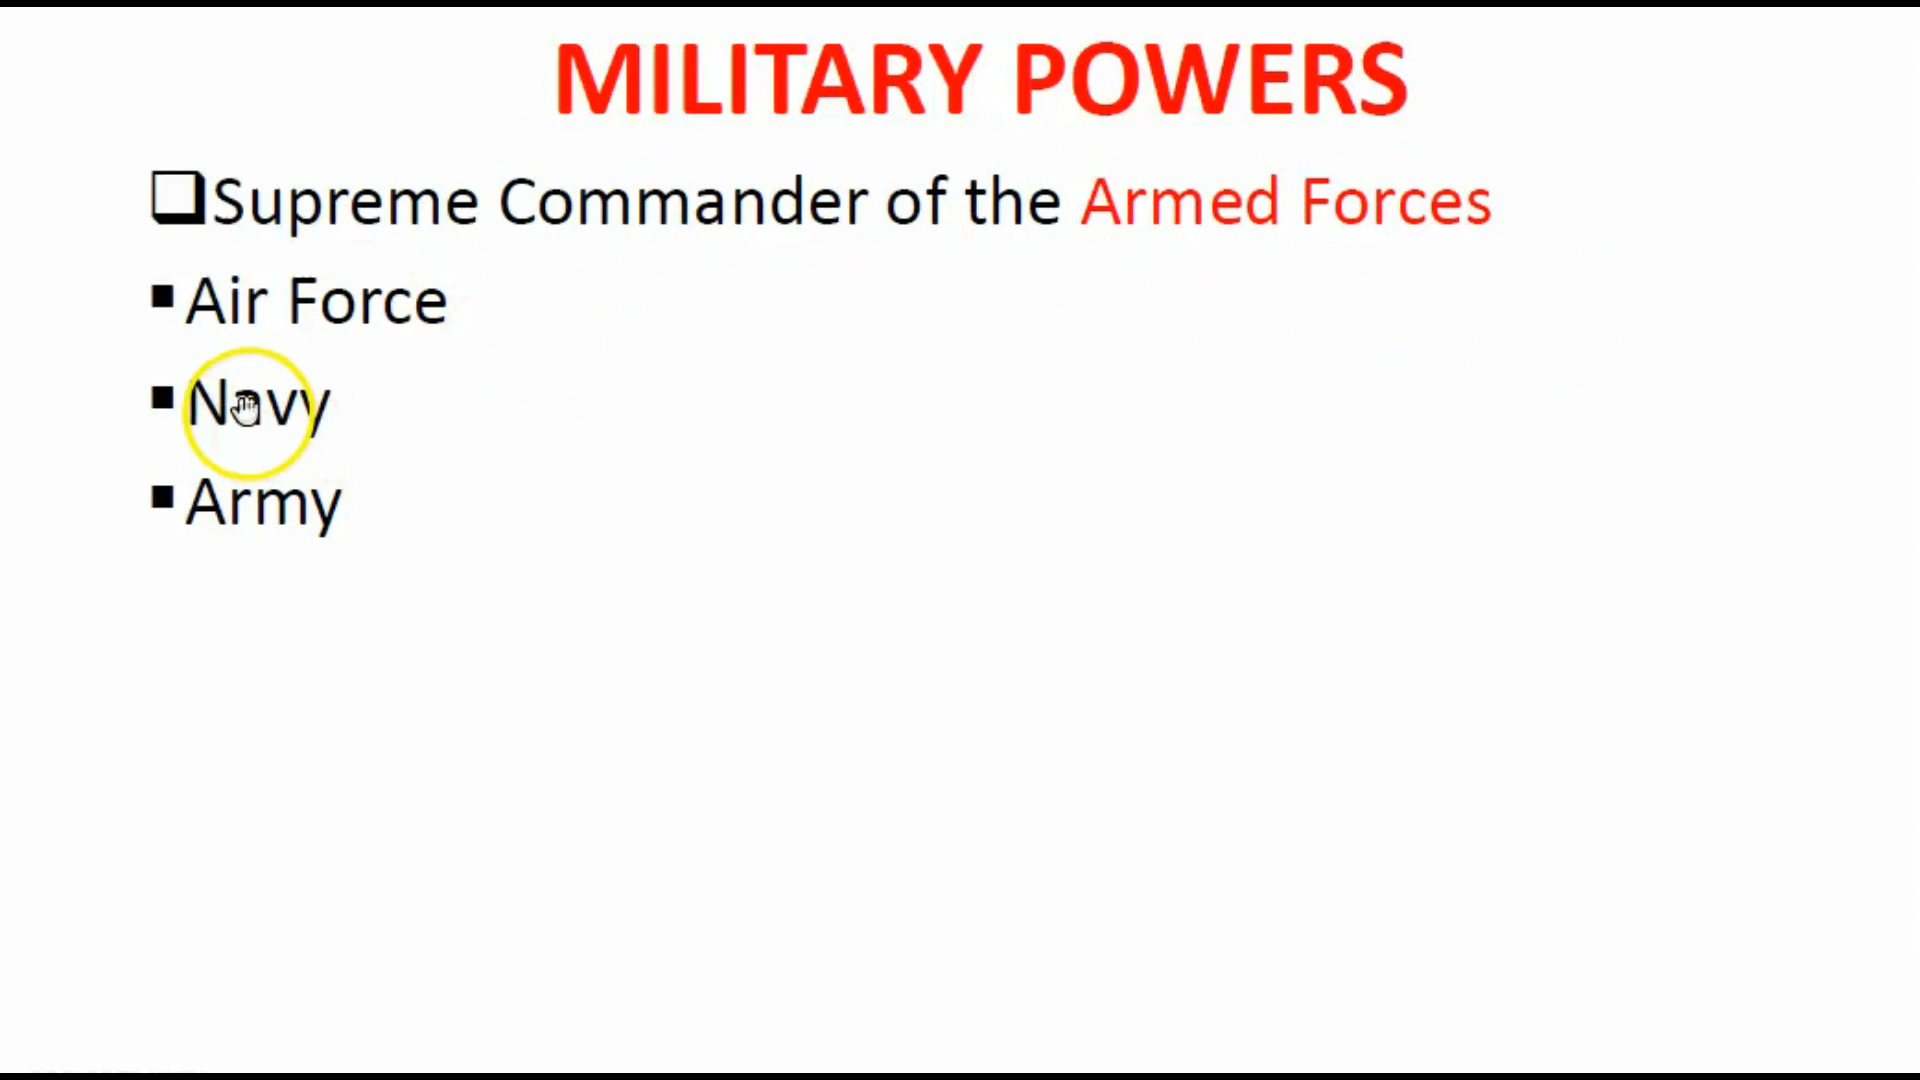 MILITARY POWERS
Supreme Commander of the Armed Forces
Air Force
Navy
Army